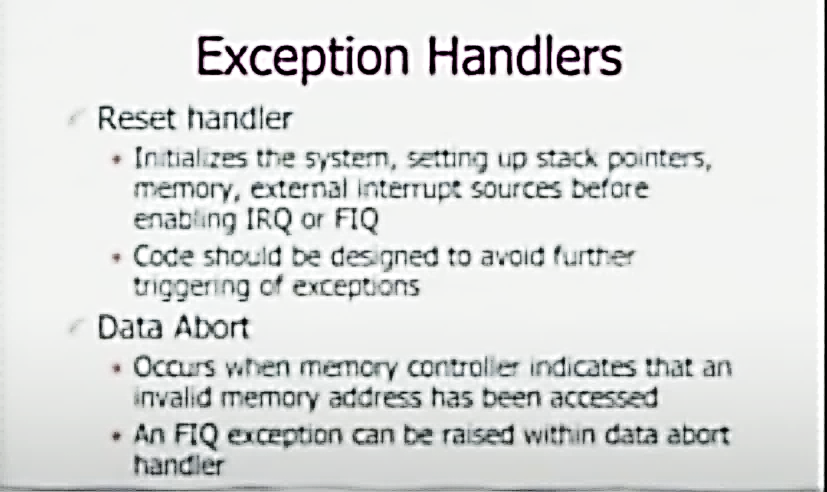 Exception Handlers
Reset handler
Initializes the system, setting up stack pointers,
memory, external interrupt sources before
enabling IRQ or FIQ
Code should be designed to avoid further
triggering of exceptions
Data Abort
Occurs when memory controller indicates that an
invalid memory address has been accessed
An FIQ exception can be raised within data abort
handler